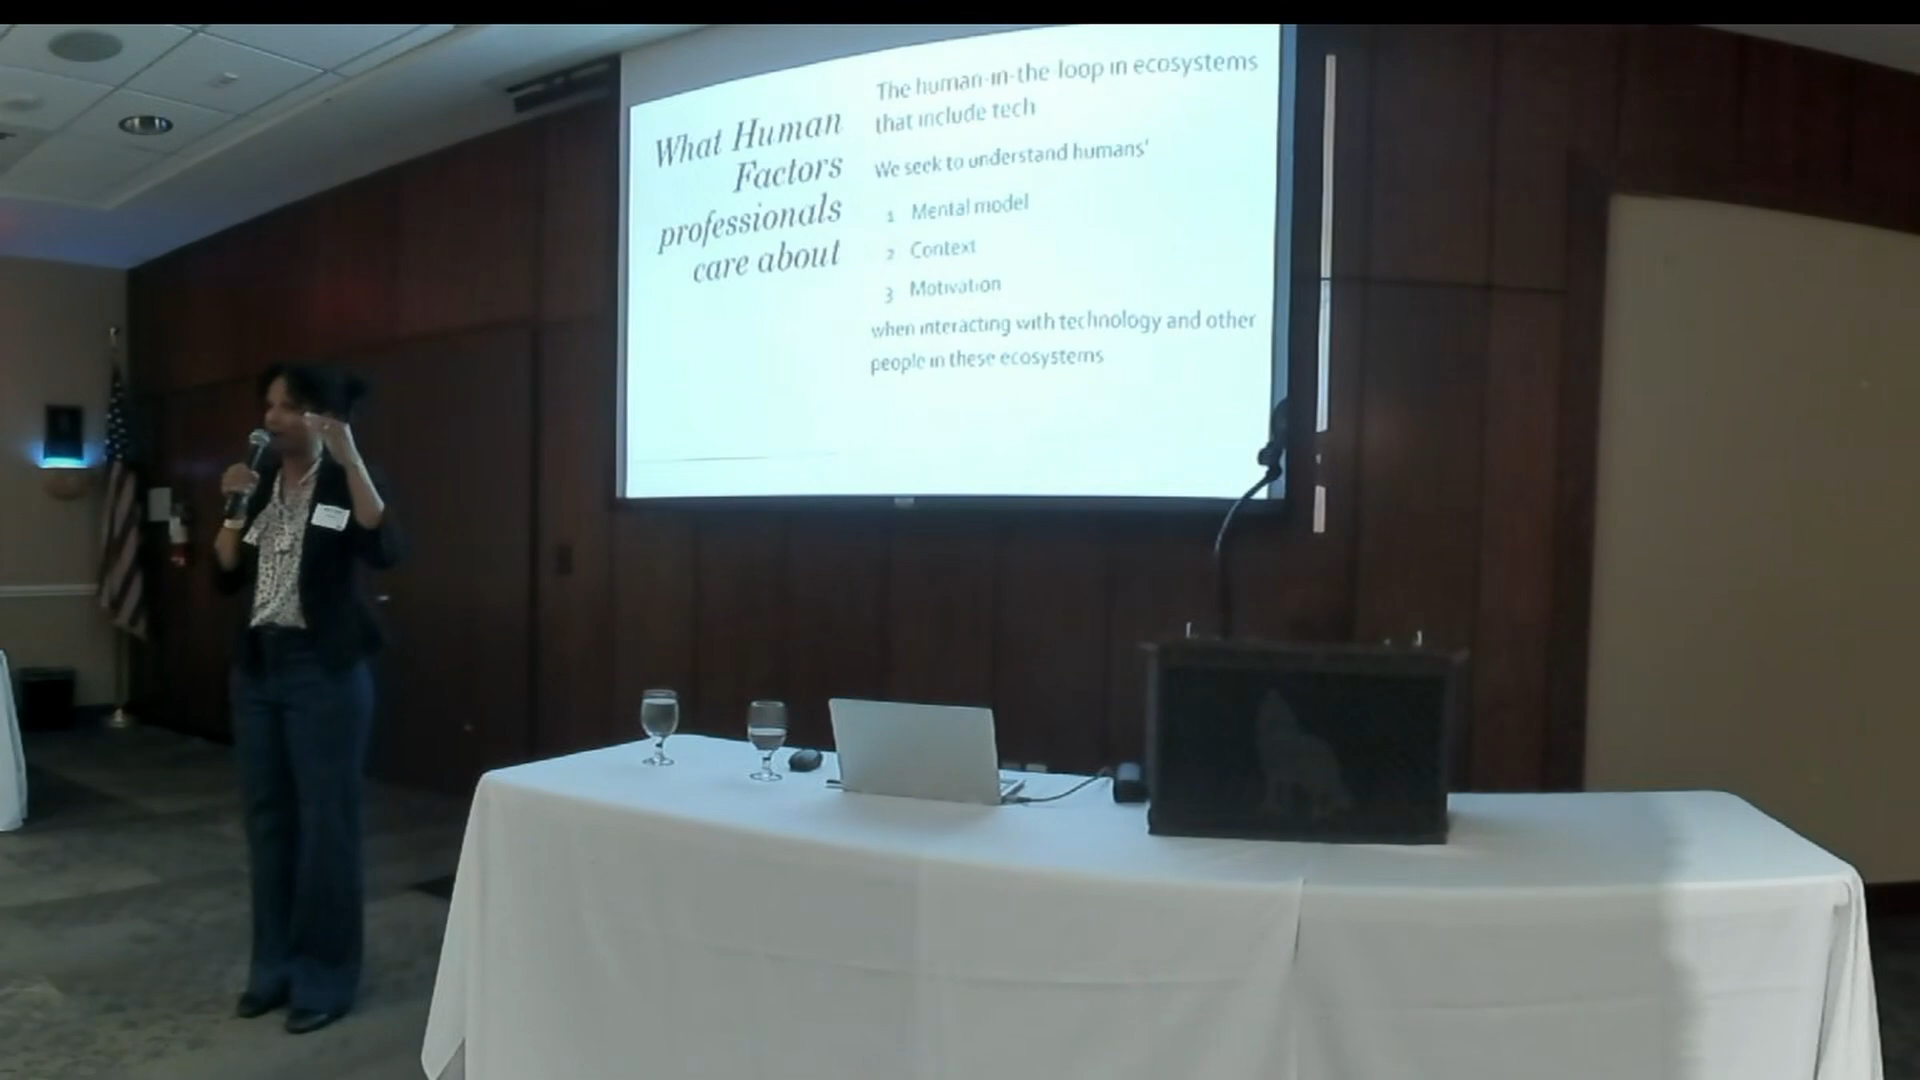 What Human
Factors
professionals
care about
The human-in-the-loop in ecosystems
that include tech
We seek to understand humans'
1 Mental model
2 Context
3 Motivation
when interacting with technology and other
people in these ecosystems